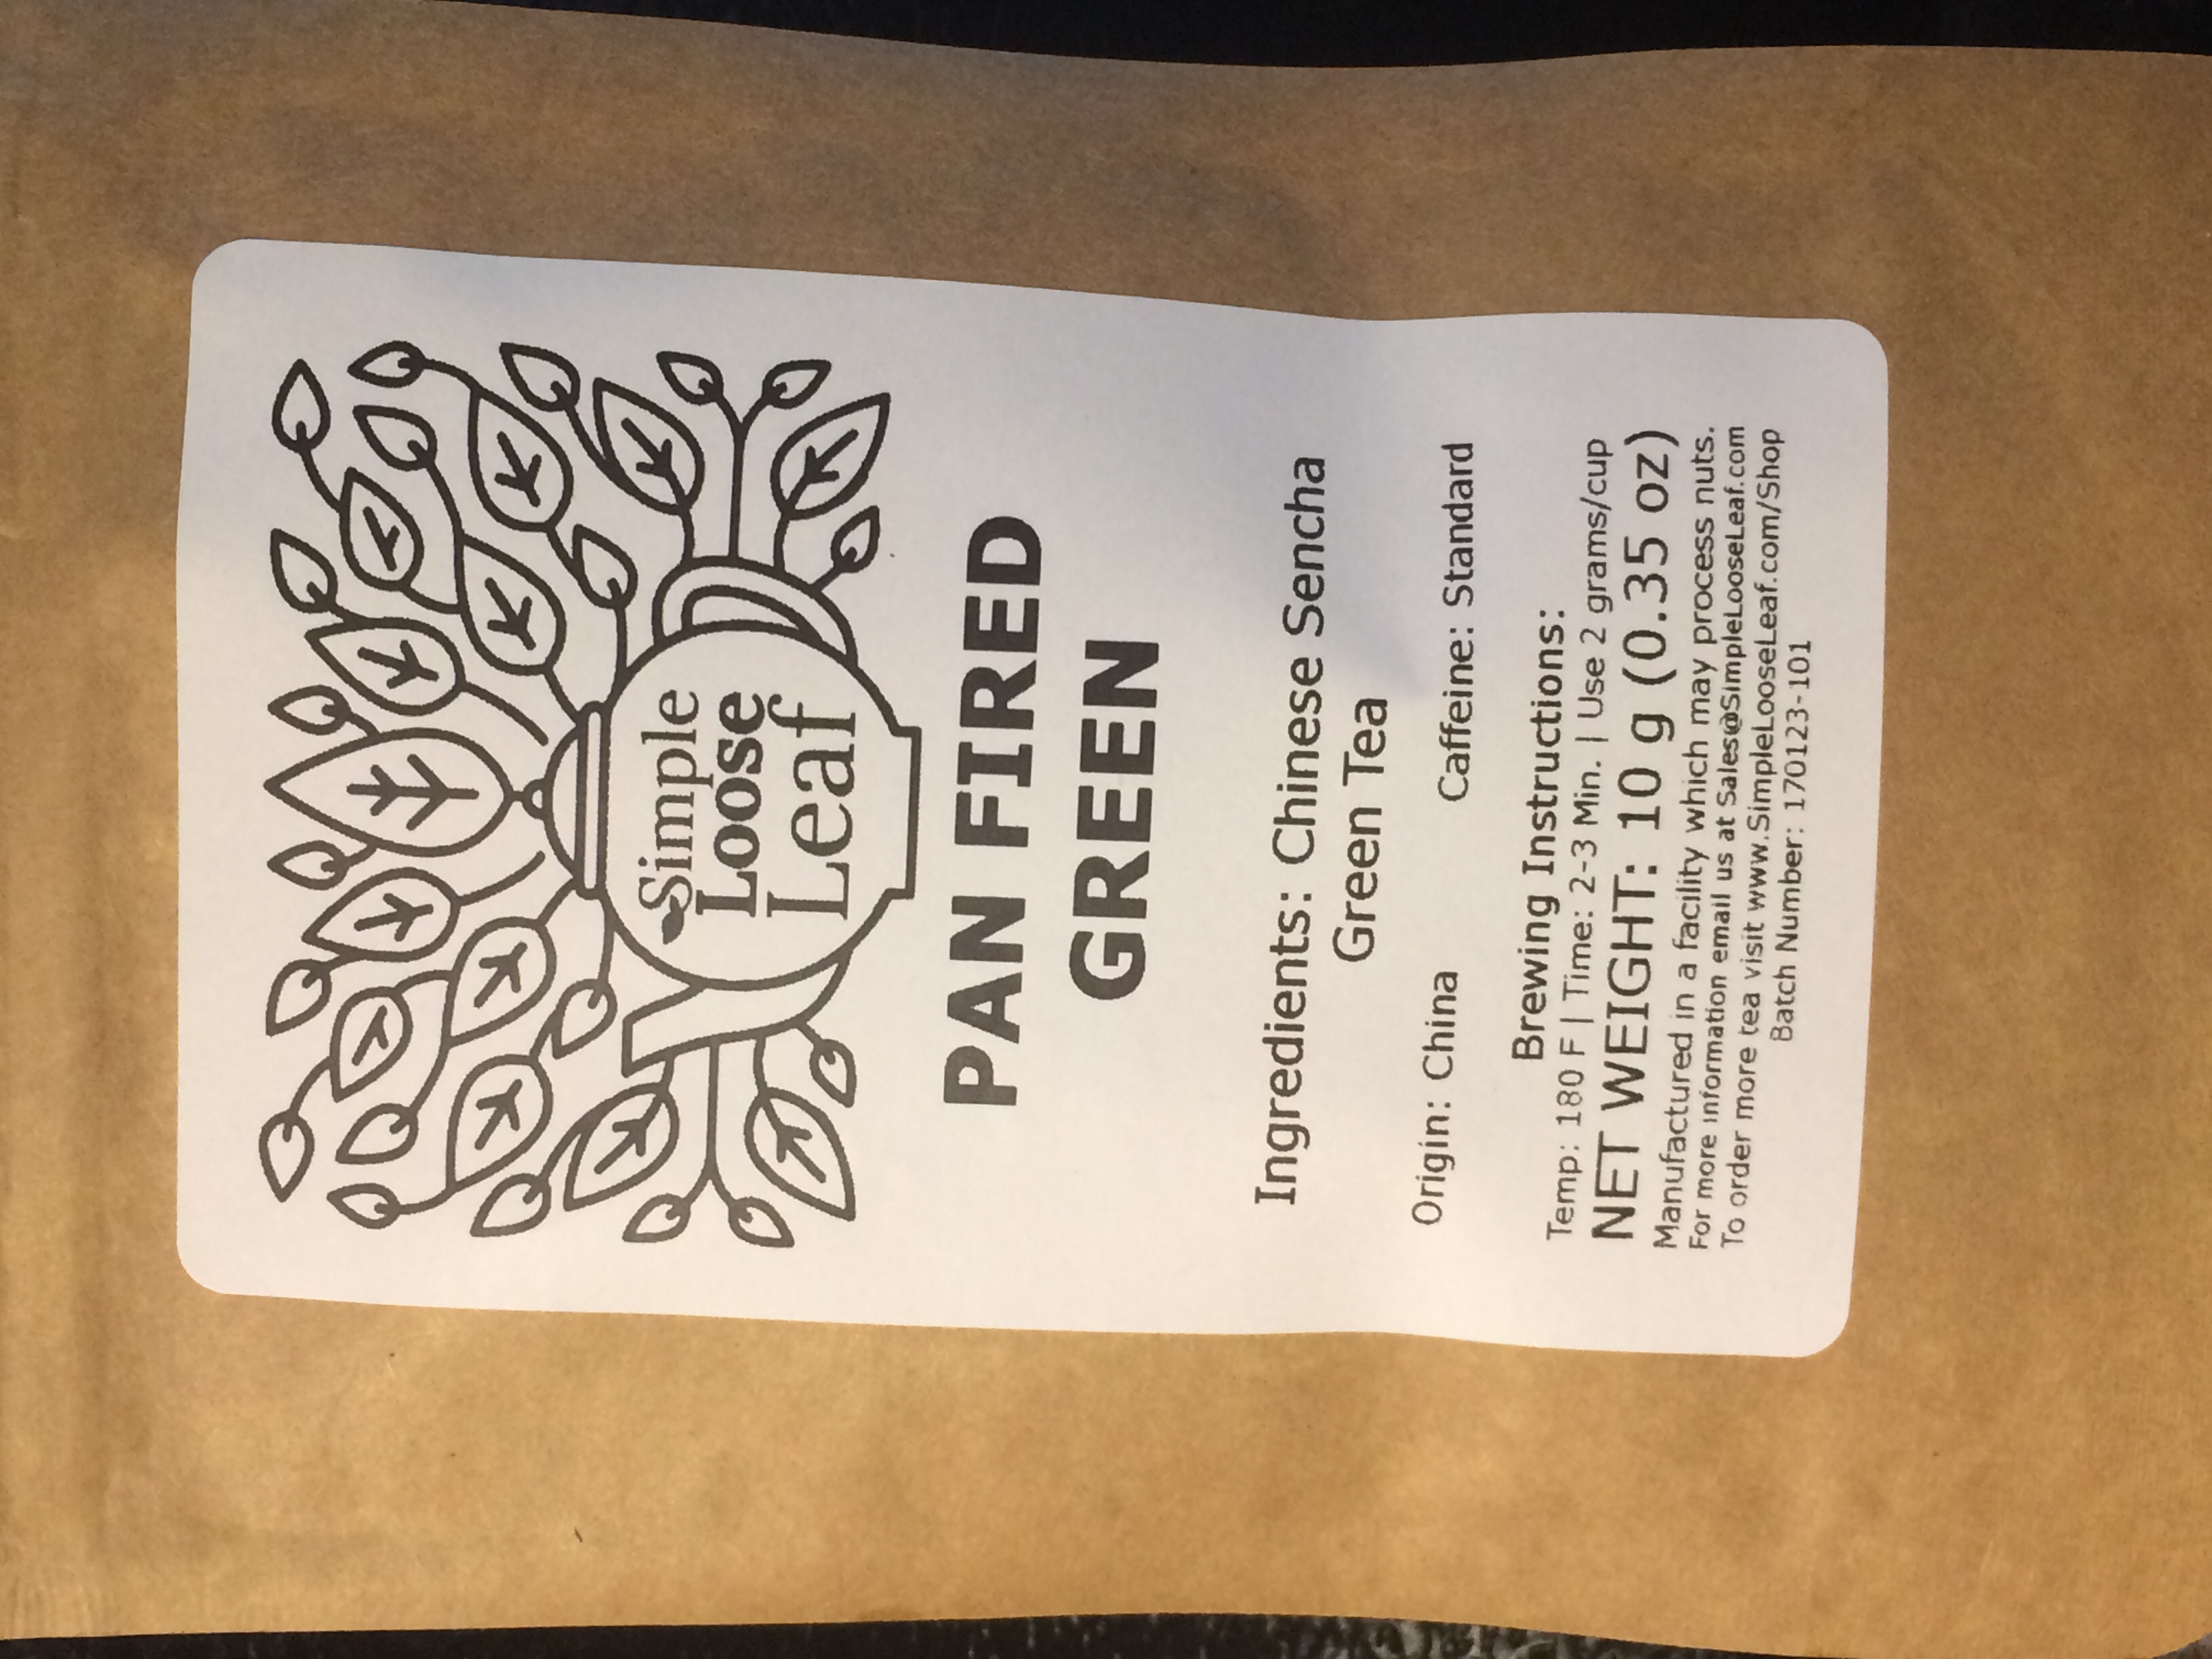 Simple
Loose
Leaf
PAN FIRED
GREEN
Ingredients: Chinese Sencha
Green Tea
Origin: China Caffeine: Standard
Brewing Instructions:
Temp: 180 F | Time: 2-3 Min. | Use 2 grams/cup
NET WEIGHT: 10 g (0.35 oz)
Manufactured in a facility which may process nuts.
For more information email us at Sales@SimpleLooseLeaf.com
To order more tea visit www.SimpleLooseLeaf.com/Shop
Batch Number: 170123-101